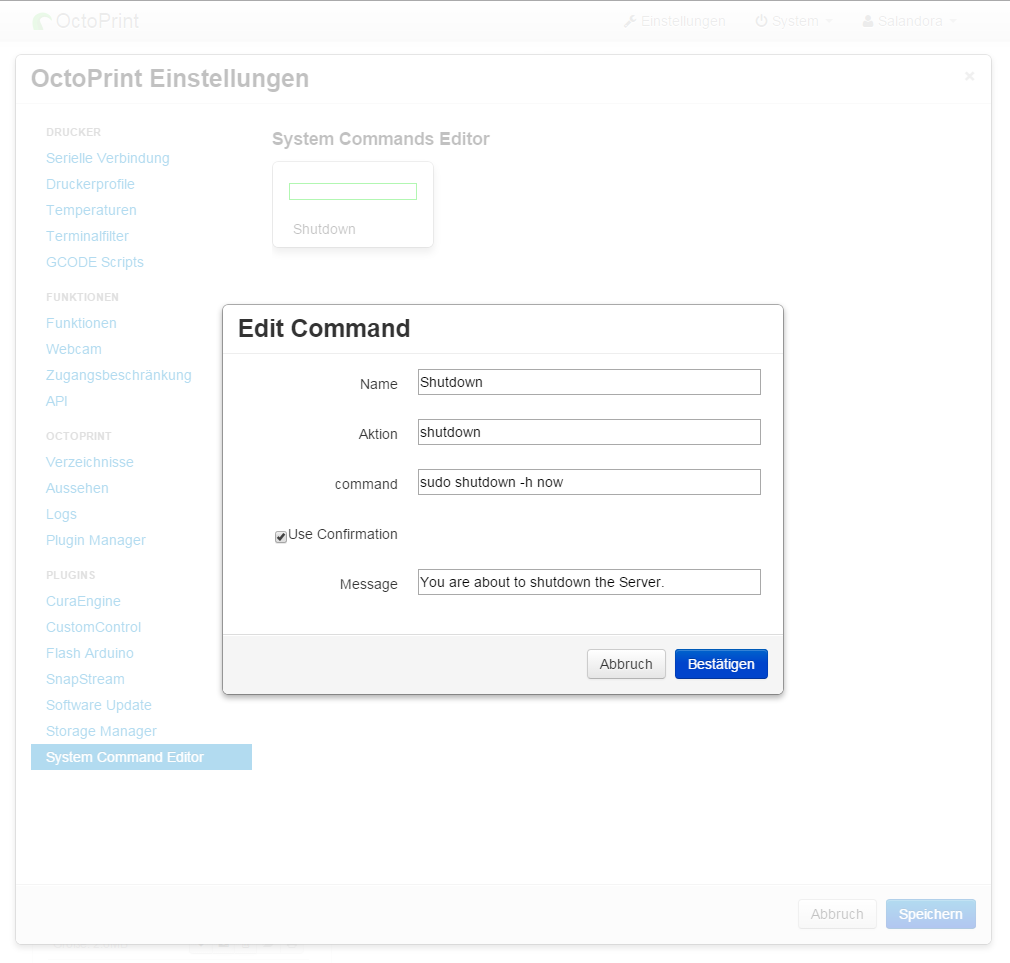 OctoPrint
Einstellungen System Salandora
OctoPrint Einstellungen ×
DRUCKER
Serielle Verbindung
Druckerprofile
Temperaturen
Terminalfilter
GCODE Scripts
FUNKTIONEN
Funktionen
Webcam
Zugangsbeschränkung
API
OCTOPRINT
Verzeichnisse
Aussehen
Logs
Plugin Manager
PLUGINS
CuraEngine
CustomControl
Flash Arduino
SnapStream
Software Update
Storage Manager
System Command Editor
System Commands Editor
Shutdown
Edit Command
Name Shutdown
Aktion shutdown
command sudo shutdown -h now
Use Confirmation
Message You are about to shutdown the Server.
Abbruch Bestätigen
Abbruch Speichern